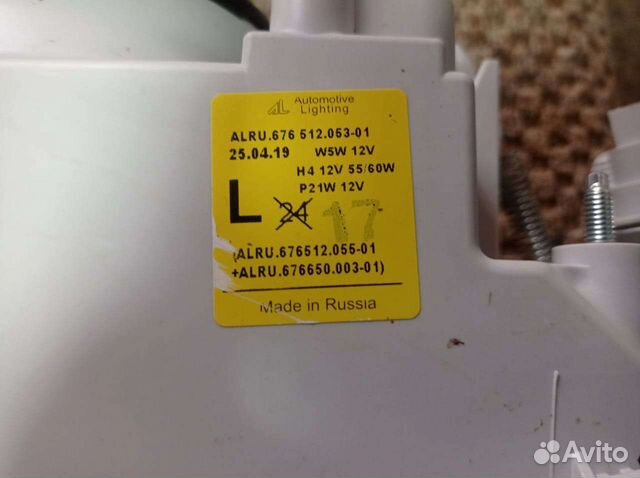 AL Automotive
Lighting
ALRU.676 512.053-01
25.04.19 W5W 12V
H4 12V 55/60W
P21W 12V
L 24 17
(ALRU.676512.055-01
+ALRU.676650.003-01)
Made in Russia
Avito